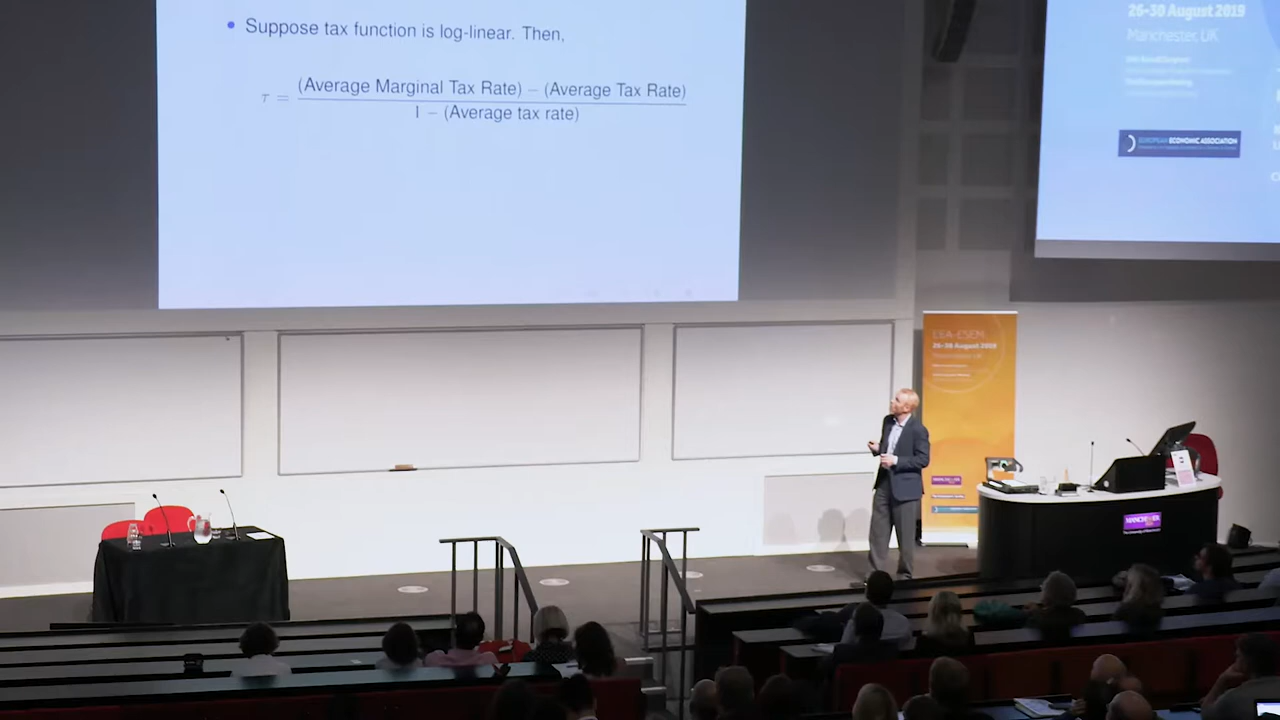 • Suppose tax function is log-linear. Then,
τ = (Average Marginal Tax Rate) − (Average Tax Rate)
1 − (Average tax rate)
26-30 August 2019
Manchester, UK
EUROPEAN ECONOMIC ASSOCIATION
EEA-ESEM
26-30 August 2019
MANCHESTER